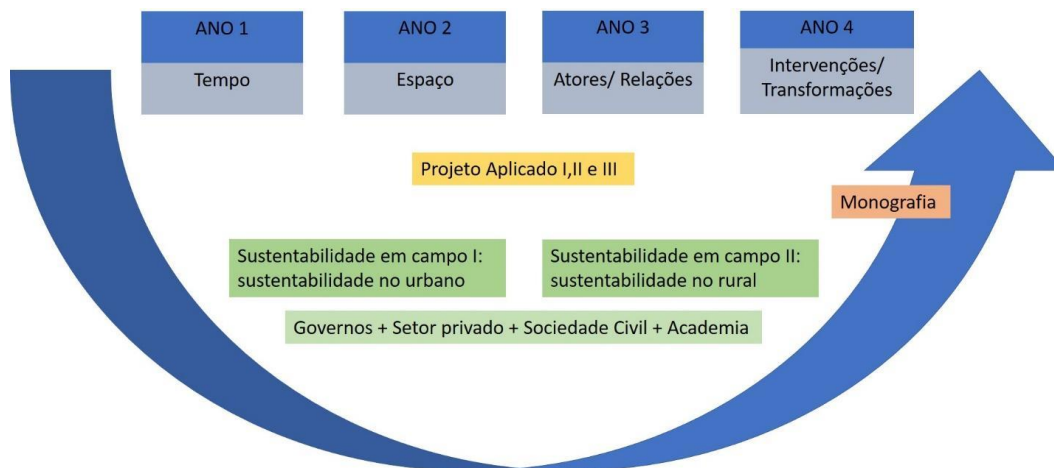 ANO 1
ANO 2
ANO 3
ANO 4
Tempo
Espaço
Atores/ Relações
Intervenções/
Transformações
Projeto Aplicado I,II e III
Monografia
Sustentabilidade em campo I:
sustentabilidade no urbano
Sustentabilidade em campo II:
sustentabilidade no rural
Governos + Setor privado + Sociedade Civil + Academia